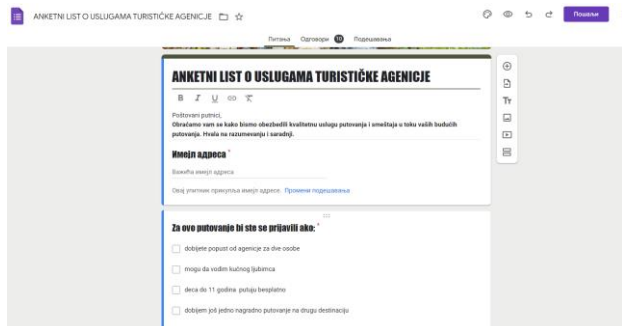 ANKETNI LIST O USLUGAMA TURISTIČKE AGENICJE
Пошаљи
Питања Одговори 10 Подешавања
ANKETNI LIST O USLUGAMA TURISTIČKE AGENICJE
B I U
Poštovani putnici,
Obraćamo vam se kako bismo obezbedili kvalitetnu uslugu putovanja i smeštaja u toku vaših budućih
putovanja. Hvala na razumevanju i saradnji.
Имејл адреса *
Важећа имејл адреса
Овај упитник прикупља имејл адресе. Промени подешавања
Za ovo putovanje bi ste se prijavili ako: *
dobijete popust od agencije za dve osobe
mogu da vodim kućnog ljubimca
deca do 11 godina putuju besplatno
dobijem još jedno nagradno putovanje na drugu destinaciju